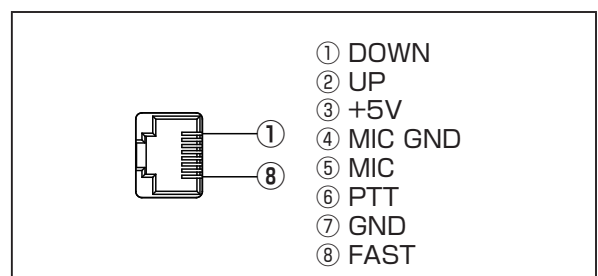 ① DOWN
② UP
③ +5V
④ MIC GND
⑤ MIC
⑥ PTT
⑦ GND
⑧ FAST
①
⑧